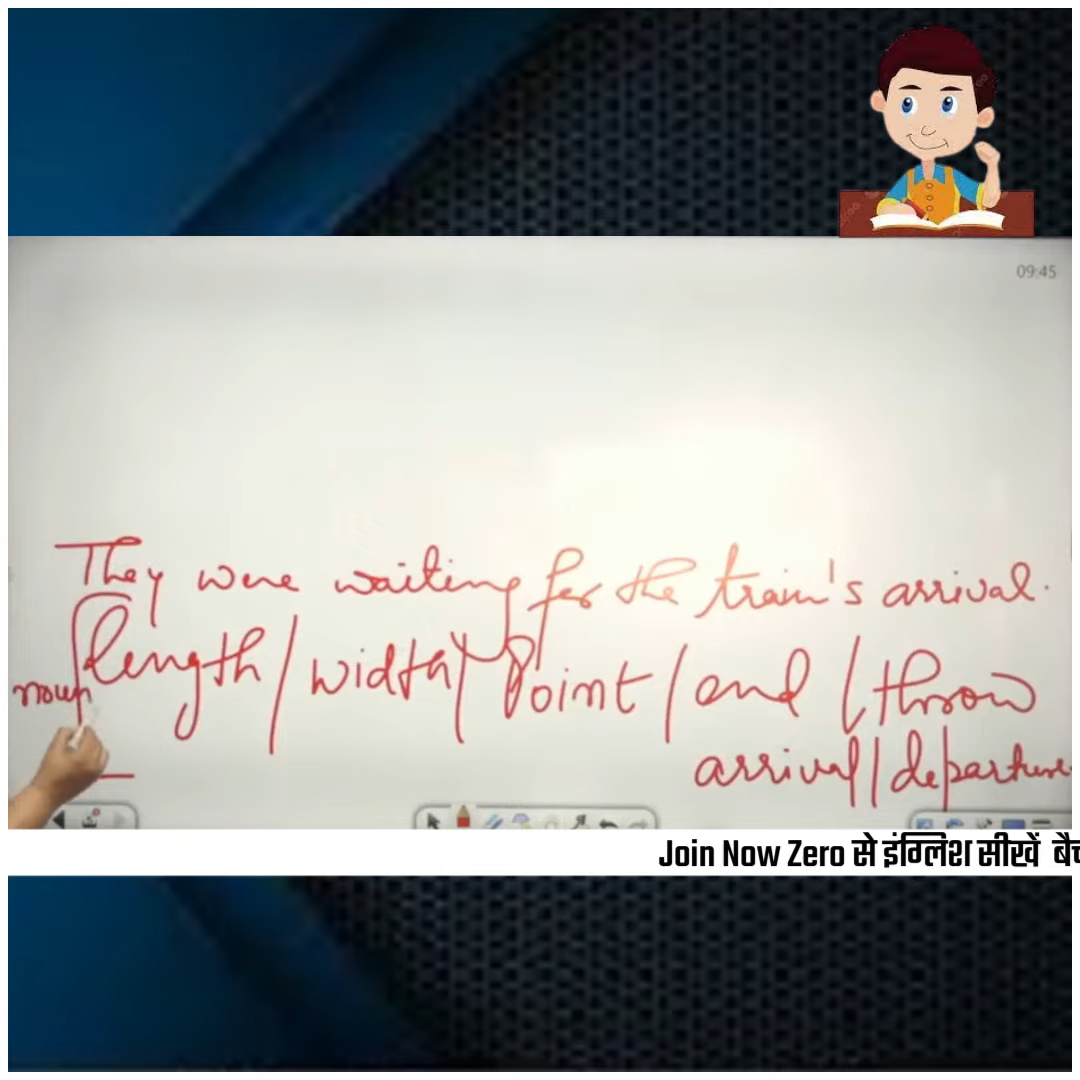 09:45
They were waiting for the train's arrival.
length / width / Point / end / throw
noun
arrival / departure
Join Now Zero से इंग्लिश सीखें